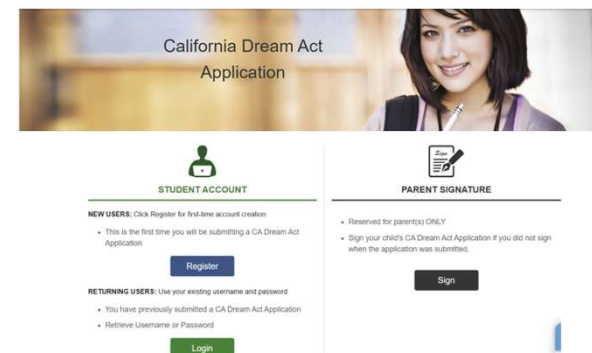 California Dream Act
Application
STUDENT ACCOUNT
NEW USERS: Click Register for first-time account creation
• This is the first time you will be submitting a CA Dream Act
Application
Register
RETURNING USERS: Use your existing username and password
• You have previously submitted a CA Dream Act Application
• Retrieve Username or Password
Login
Sign
PARENT SIGNATURE
• Reserved for parent(s) ONLY
• Sign your child's CA Dream Act Application if you did not sign
when the application was submitted.
Sign